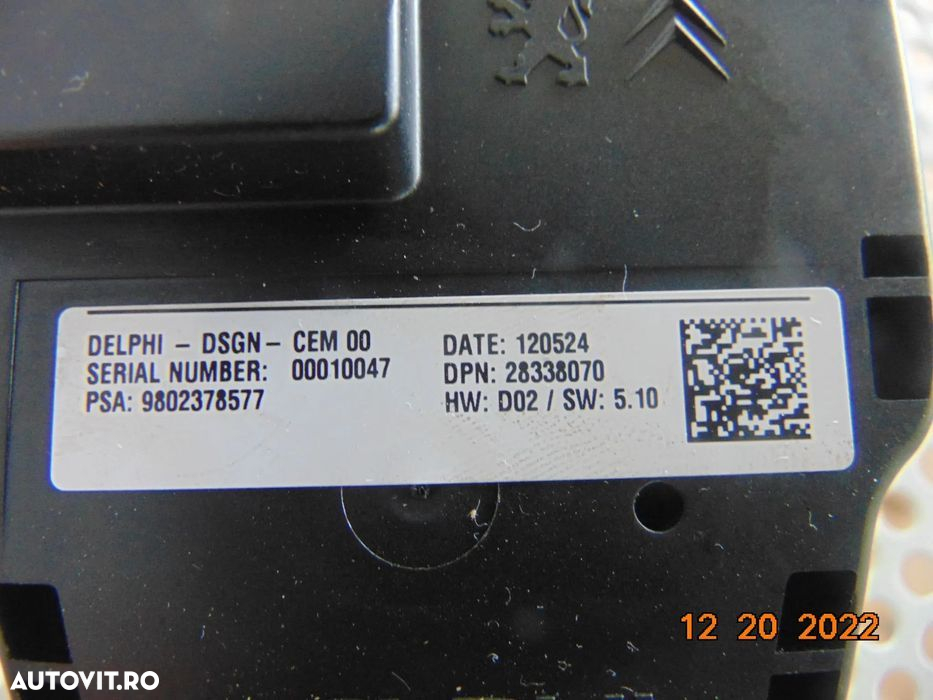 DELPHI - DSGN - CEM 00
SERIAL NUMBER: 00010047
PSA: 9802378577
DATE: 120524
DPN: 28338070
HW: D02 / SW: 5.10
12 20 2022
AUTOVIT.RO